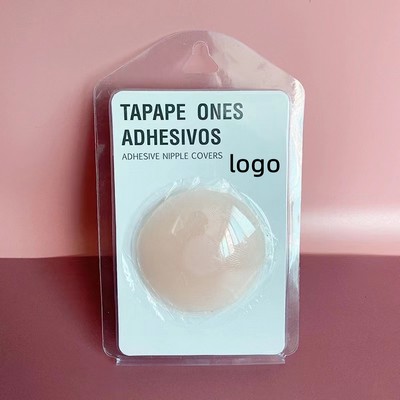 TAPAPE ONES
ADHESIVOS
ADHESIVE NIPPLE COVERS
logo